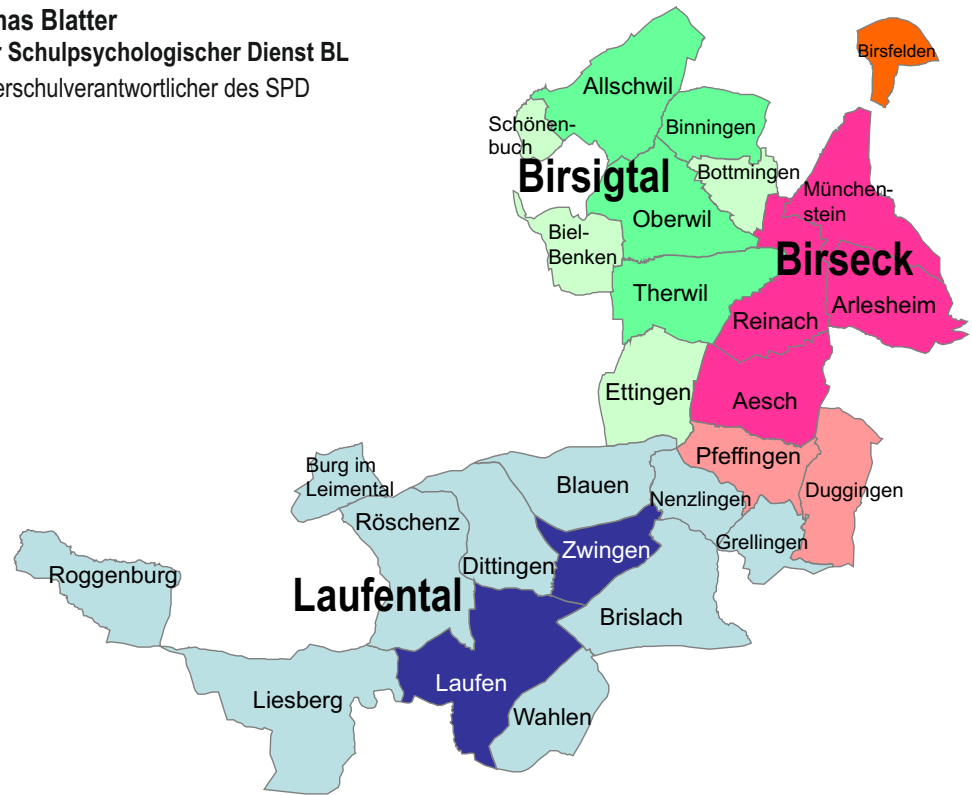 nas Blatter
r Schulpsychologischer Dienst BL
erschulverantwortlicher des SPD
Birsfelden
Allschwil
Schönen-
buch
Binningen
Birsigtal
Bottmingen
München-
stein
Oberwil
Biel-
Benken
Birseck
Therwil
Arlesheim
Reinach
Ettingen
Aesch
Pfeffingen
Burg im
Leimental
Blauen
Nenzlingen
Duggingen
Röschenz
Zwingen
Grellingen
Dittingen
Roggenburg
Laufental
Brislach
Laufen
Liesberg
Wahlen